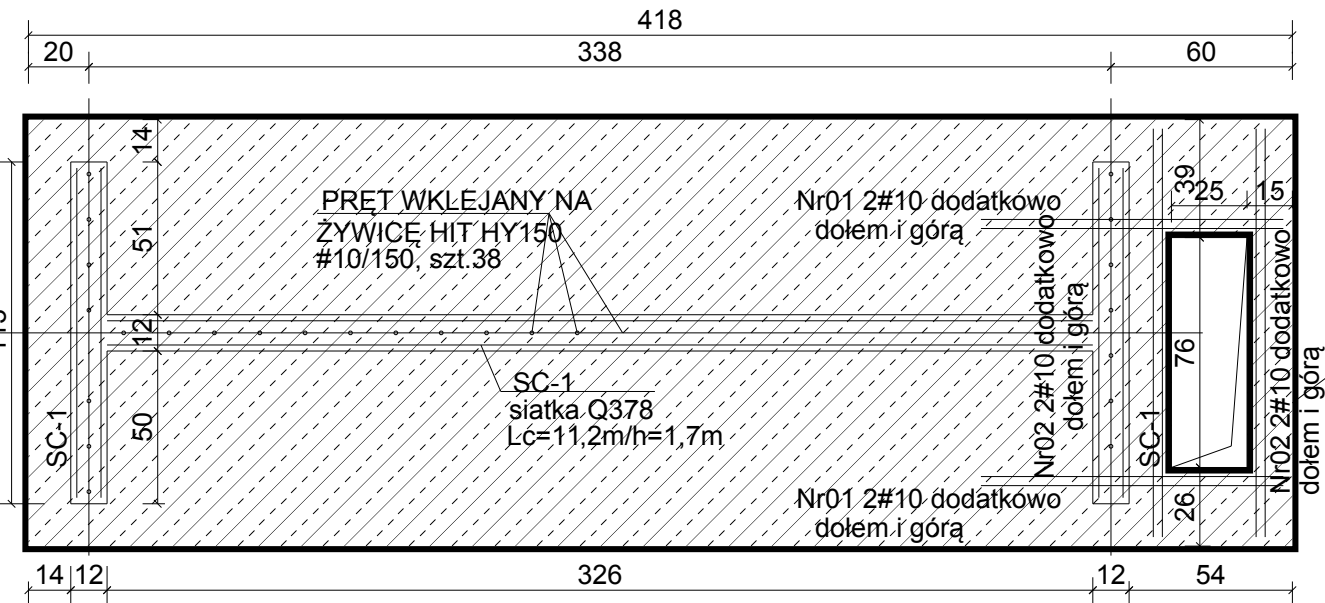 418
20
338
60
14
51
12
50
PRĘT WKLEJANY NA
ŻYWICĘ HIT HY150
#10/150, szt.38
SC-1
siatka Q378
Lc=11,2m/h=1,7m
SC-1
Nr01 2#10 dodatkowo
dołem i górą
Nr02 2#10 dodatkowo
dołem i górą
Nr01 2#10 dodatkowo
dołem i górą
SC-1
39
25
15
76
26
Nr02 2#10 dodatkowo
dołem i górą
14
12
326
12
54